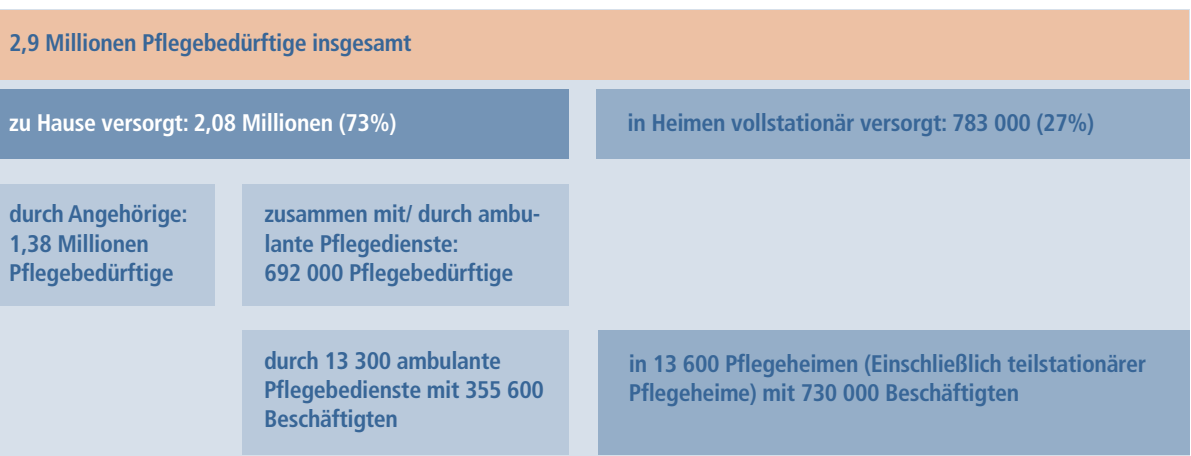 2,9 Millionen Pflegebedürftige insgesamt
zu Hause versorgt: 2,08 Millionen (73%)
in Heimen vollstationär versorgt: 783 000 (27%)
durch Angehörige:
1,38 Millionen
Pflegebedürftige
zusammen mit/ durch ambu-
lante Pflegedienste:
692 000 Pflegebedürftige
durch 13 300 ambulante
Pflegebedienste mit 355 600
Beschäftigten
in 13 600 Pflegeheimen (Einschließlich teilstationärer
Pflegeheime) mit 730 000 Beschäftigten